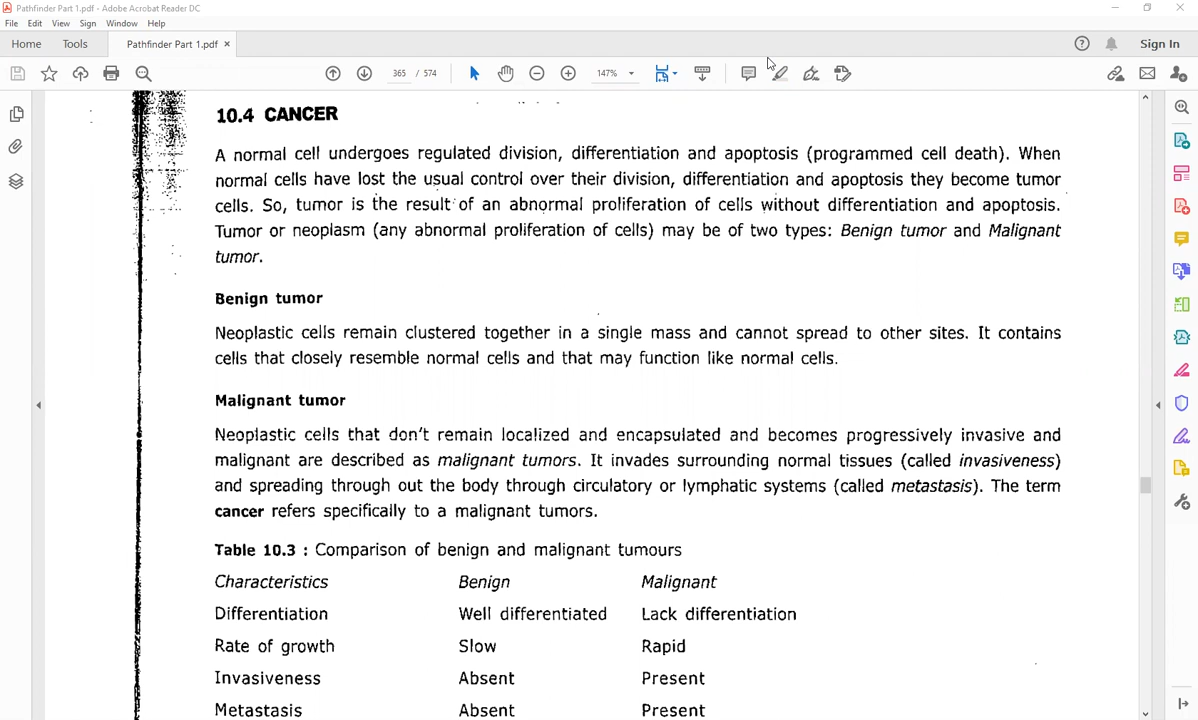 Pathfinder Part 1.pdf - Adobe Acrobat Reader DC
File Edit View Sign Window Help
Home Tools Pathfinder Part 1.pdf × Sign In
365 / 574 147%
10.4 CANCER
A normal cell undergoes regulated division, differentiation and apoptosis (programmed cell death). When
normal cells have lost the usual control over their division, differentiation and apoptosis they become tumor
cells. So, tumor is the result of an abnormal proliferation of cells without differentiation and apoptosis.
Tumor or neoplasm (any abnormal proliferation of cells) may be of two types: Benign tumor and Malignant
tumor.
Benign tumor
Neoplastic cells remain clustered together in a single mass and cannot spread to other sites. It contains
cells that closely resemble normal cells and that may function like normal cells.
Malignant tumor
Neoplastic cells that don't remain localized and encapsulated and becomes progressively invasive and
malignant are described as malignant tumors. It invades surrounding normal tissues (called invasiveness)
and spreading through out the body through circulatory or lymphatic systems (called metastasis). The term
cancer refers specifically to a malignant tumors.
Table 10.3 : Comparison of benign and malignant tumours
Characteristics Benign Malignant
Differentiation Well differentiated Lack differentiation
Rate of growth Slow Rapid
Invasiveness Absent Present
Metastasis Absent Present